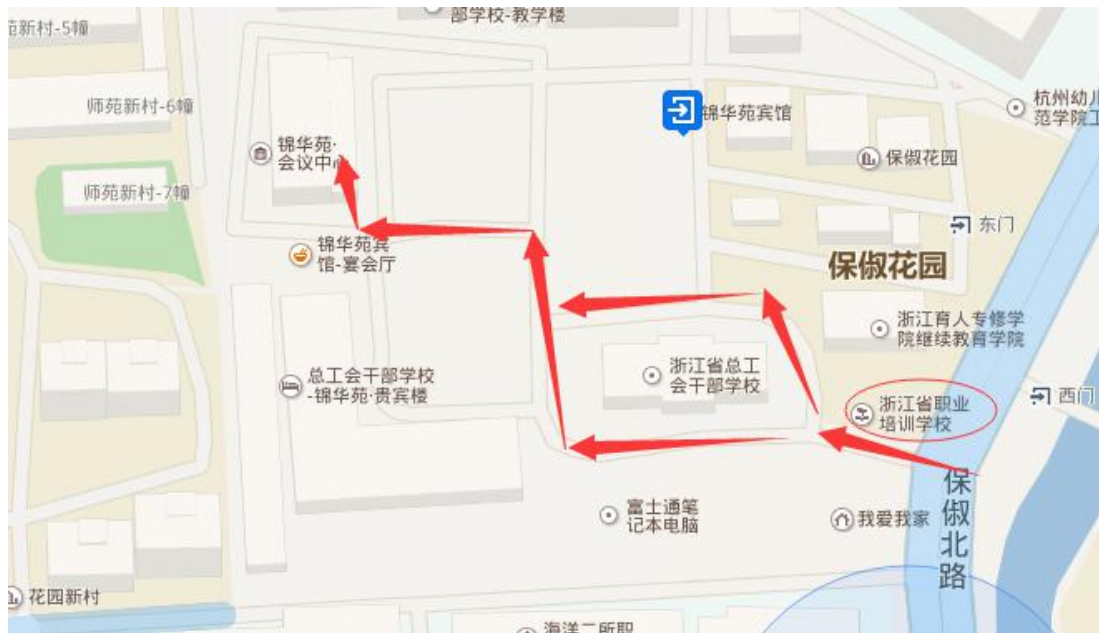 部学校-教学楼
范新村-5幢
师苑新村-6幢
杭州幼儿
范学院工
锦华苑宾馆
锦华苑·
会议中心
保俶花园
师苑新村-7幢
东门
锦华苑宾
馆-宴会厅
保俶花园
浙江育人专修学
院继续教育学院
浙江省总工
会干部学校
总工会干部学校
-锦华苑·贵宾楼
西门
浙江省职业
培训学校
保俶北路
富士通笔
记本电脑
我爱我家
花园新村
海洋二所职